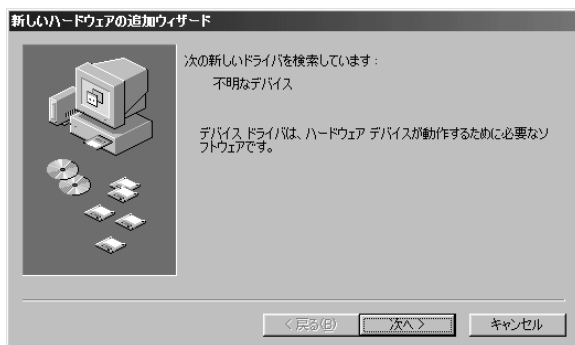 新しいハードウェアの追加ウィザード
次の新しいドライバを検索しています：
不明なデバイス
デバイス ドライバは、ハードウェア デバイスが動作するために必要なソ
フトウェアです。
< 戻る(B)
次へ >
キャンセル